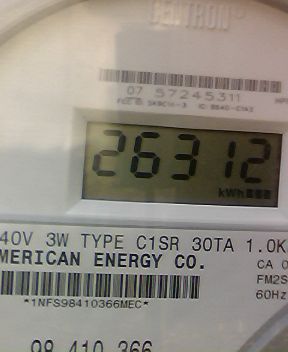 CENTRON®
07 57245311
26312
kWh
40V 3W TYPE C1SR 30TA 1.0K
MERICAN ENERGY CO.
CA 0
FM2S
*1NFS98410366MEC*
60Hz
98 410 366